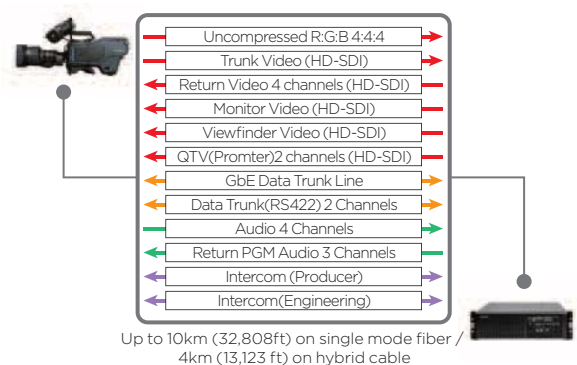 Uncompressed R:G:B 4:4:4
Trunk Video (HD-SDI)
Return Video 4 channels (HD-SDI)
Monitor Video (HD-SDI)
Viewfinder Video (HD-SDI)
QTV(Promter)2 channels (HD-SDI)
GbE Data Trunk Line
Data Trunk(RS422) 2 Channels
Audio 4 Channels
Return PGM Audio 3 Channels
Intercom (Producer)
Intercom(Engineering)
Up to 10km (32,808ft) on single mode fiber /
4km (13,123 ft) on hybrid cable